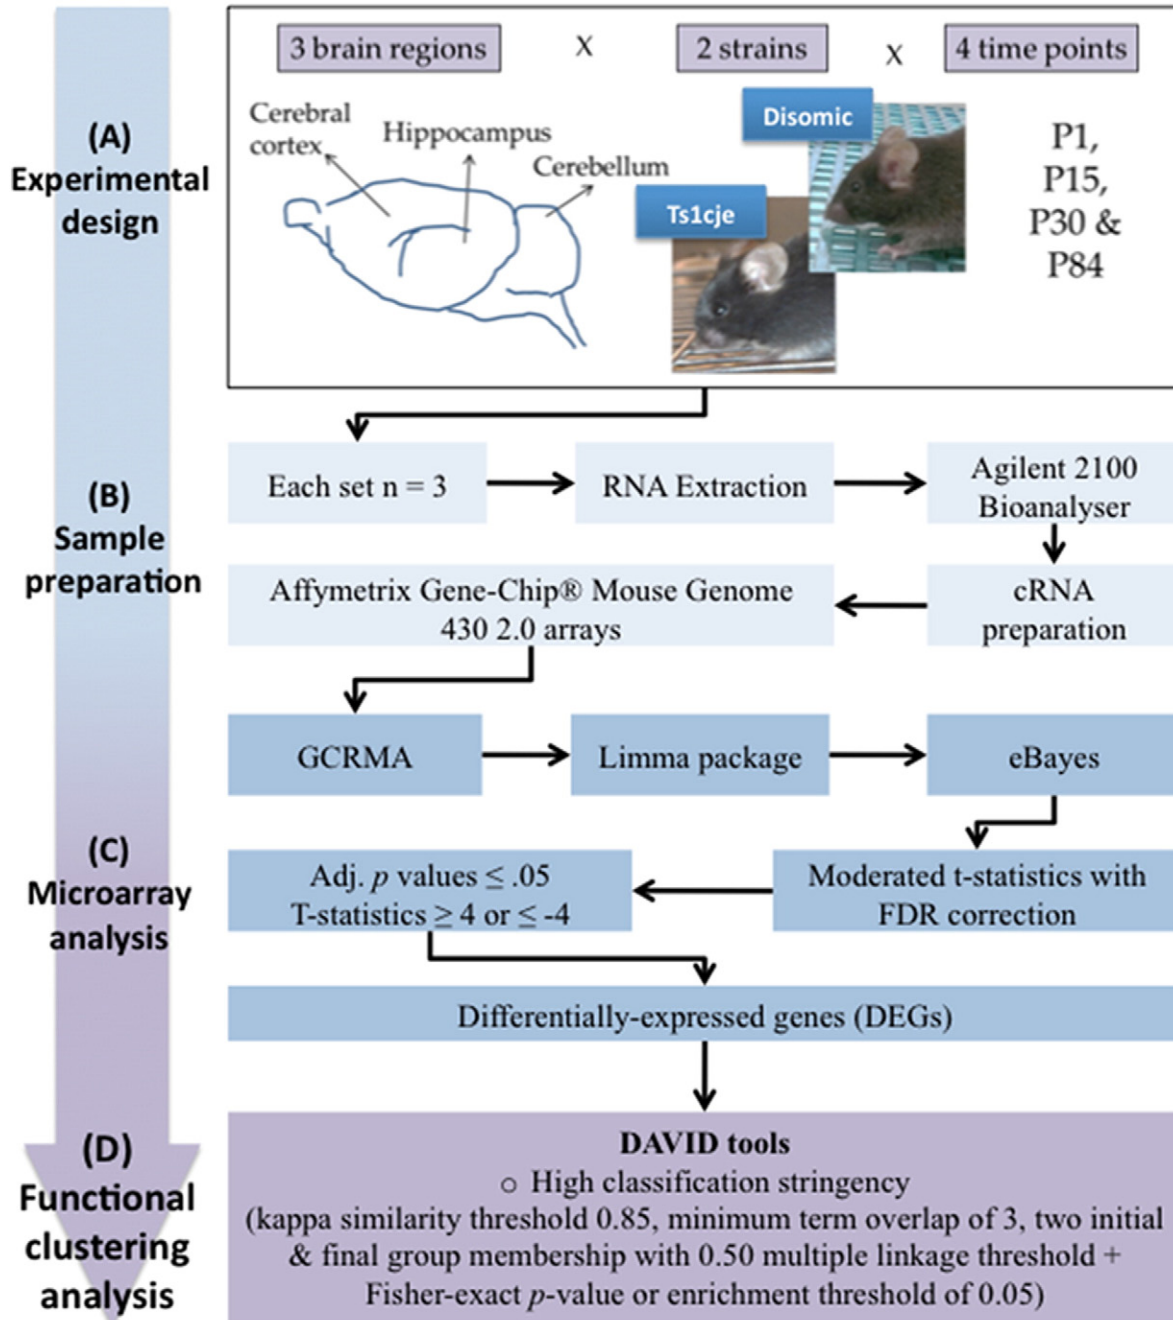 (A)
Experimental
design
3 brain regions
X
2 strains
X
4 time points
Cerebral
cortex
Hippocampus
Cerebellum
Disomic
Ts1cje
P1,
P15,
P30 &
P84
(B)
Sample
preparation
Each set n = 3
RNA Extraction
Agilent 2100
Bioanalyser
Affymetrix Gene-Chip® Mouse Genome
430 2.0 arrays
cRNA
preparation
(C)
Microarray
analysis
GCRMA
Limma package
eBayes
Adj. p values ≤ .05
T-statistics ≥ 4 or ≤ -4
Moderated t-statistics with
FDR correction
Differentially-expressed genes (DEGs)
(D)
Functional
clustering
analysis
DAVID tools
○ High classification stringency
(kappa similarity threshold 0.85, minimum term overlap of 3, two initial
& final group membership with 0.50 multiple linkage threshold +
Fisher-exact p-value or enrichment threshold of 0.05)